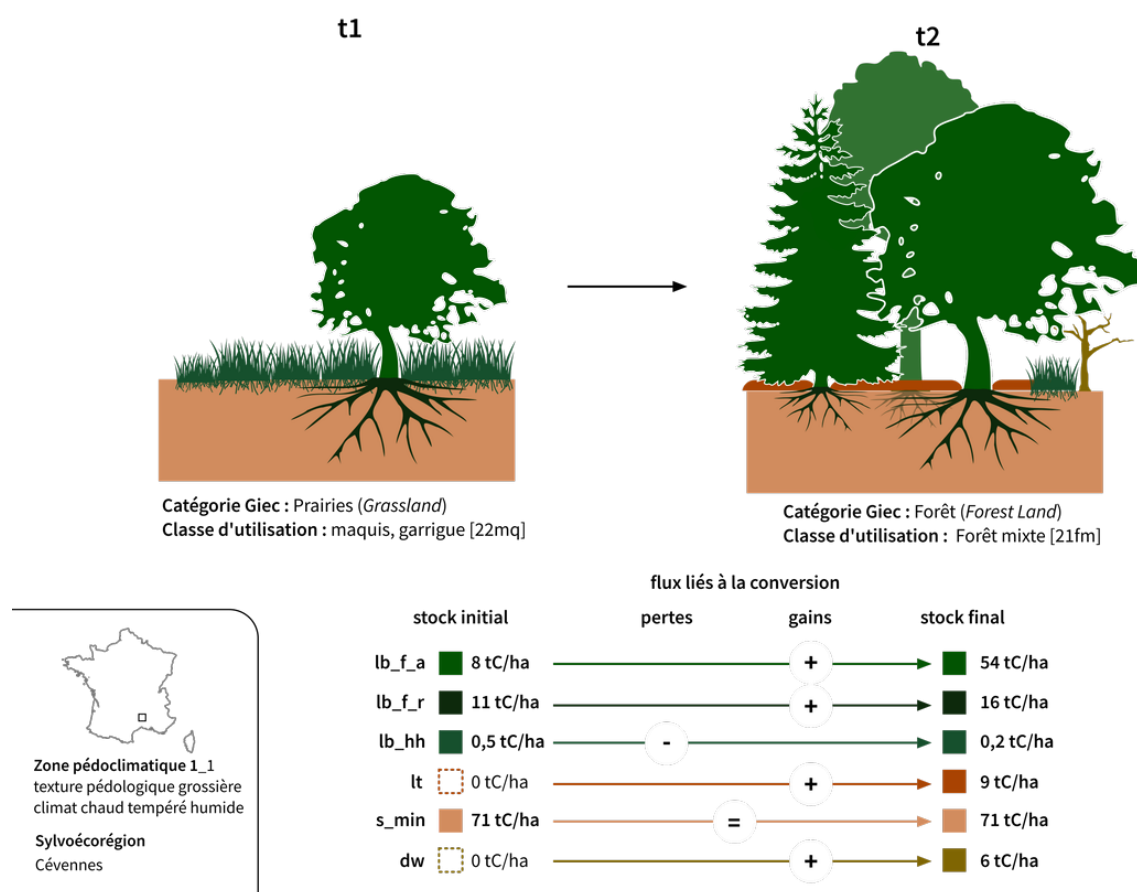 t1
t2
Catégorie Giec : Prairies (Grassland)
Classe d'utilisation : maquis, garrigue [22mq]
Catégorie Giec : Forêt (Forest Land)
Classe d'utilisation : Forêt mixte [21fm]
flux liés à la conversion
stock initial pertes gains stock final
lb_f_a 8 tC/ha + 54 tC/ha
lb_f_r 11 tC/ha + 16 tC/ha
lb_hh 0,5 tC/ha - 0,2 tC/ha
lt 0 tC/ha + 9 tC/ha
s_min 71 tC/ha = 71 tC/ha
dw 0 tC/ha + 6 tC/ha
Zone pédoclimatique 1_1
texture pédologique grossière
climat chaud tempéré humide
Sylvoécorégion
Cévennes